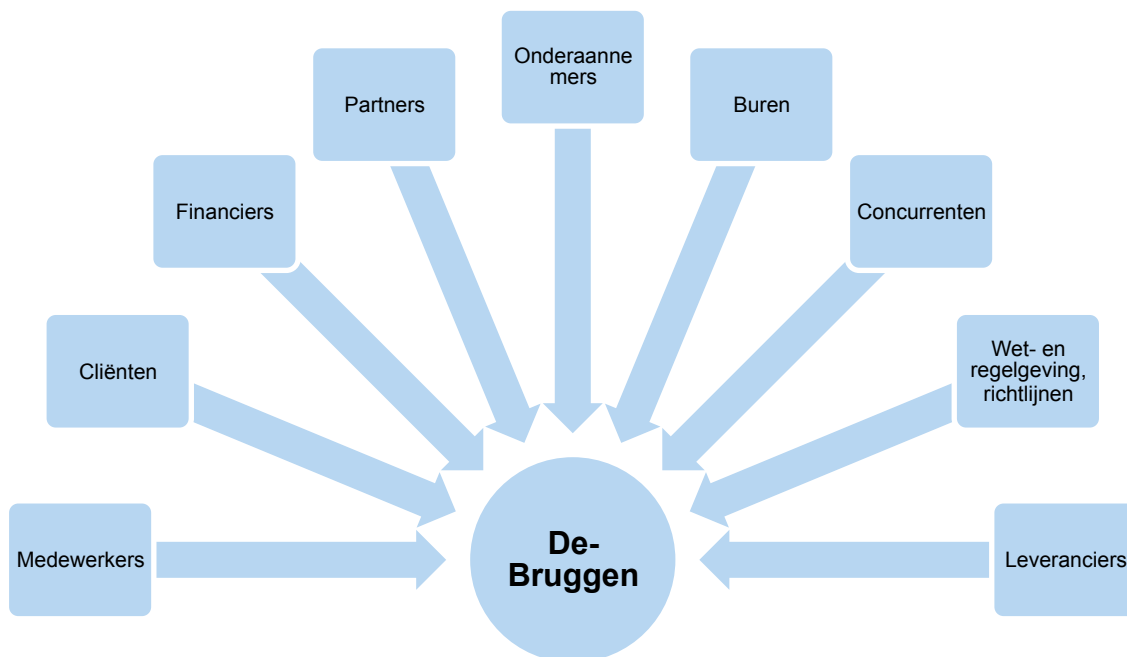 Onderaanne
mers
Partners
Buren
Financiers
Concurrenten
Cliënten
Wet- en
regelgeving,
richtlijnen
Medewerkers
De-
Bruggen
Leveranciers